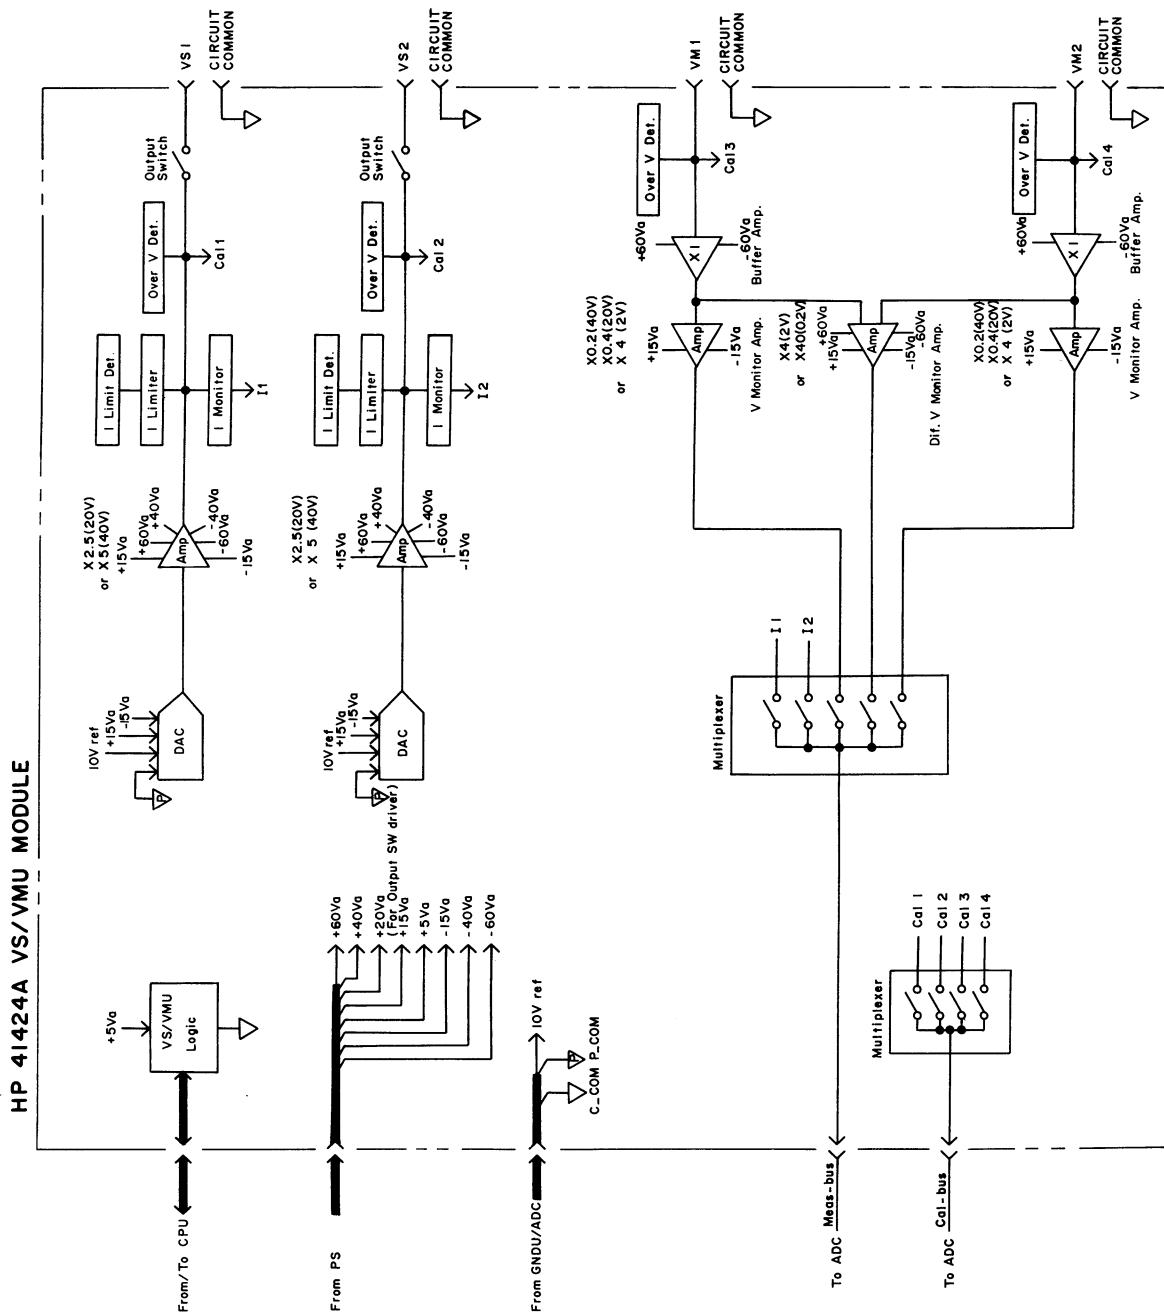 HP 41424A VS/VMU MODULE
From/To CPU
+5Va
VS/VMU
Logic
10V ref
+15Va
-15Va
P
DAC
X2.5(20V)
or X5(40V)
+15Va
+60Va
+40Va
Amp
-40Va
-60Va
-15Va
I Limit Det.
I Limiter
I Monitor
I1
Over V Det.
Cal 1
Output
Switch
VS1
CIRCUIT
COMMON
From PS
+60Va
+40Va
+20Va
(For Output SW driver)
+15Va
+5Va
-15Va
-40Va
-60Va
10V ref
+15Va
-15Va
P
DAC
X2.5(20V)
or X 5 (40V)
+15Va
+60Va
+40Va
Amp
-40Va
-60Va
-15Va
I Limit Det.
I Limiter
I Monitor
I2
Over V Det.
Cal 2
Output
Switch
VS2
CIRCUIT
COMMON
From GNDU/ADC
10V ref
P
C_COM P_COM
To ADC Meas-bus
Multiplexer
I1
I2
X0.2(40V)
X0.4(20V)
or X 4 (2V)
+15Va
Amp
-15Va
V Monitor Amp.
+60Va
X1
-60Va
Buffer Amp.
Over V Det.
Cal3
VM1
CIRCUIT
COMMON
X4(2V)
or X40(0.2V)
+60Va
+15Va
Amp
-15Va
-60Va
Dif. V Monitor Amp.
To ADC Cal-bus
Multiplexer
Cal 1
Cal 2
Cal 3
Cal 4
X0.2(40V)
X0.4(20V)
or X 4 (2V)
+15Va
Amp
-15Va
V Monitor Amp.
+60Va
X1
-60Va
Buffer Amp.
Over V Det.
Cal4
VM2
CIRCUIT
COMMON